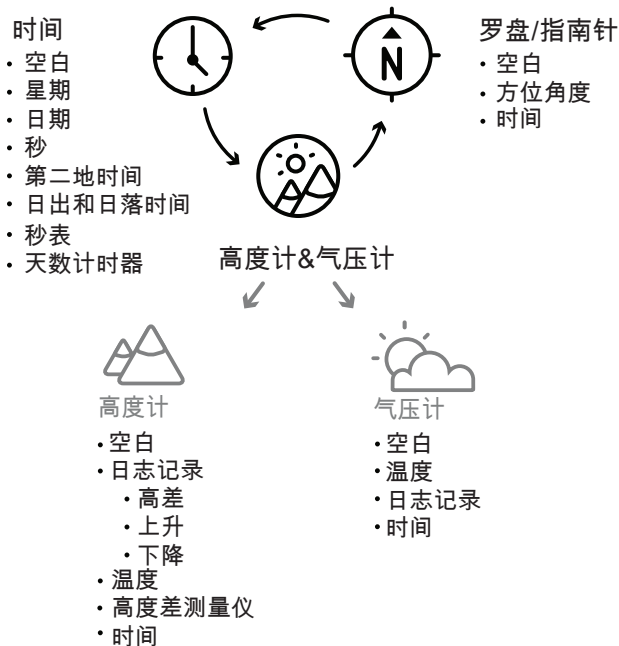 时间
· 空白
· 星期
· 日期
· 秒
· 第二地时间
· 日出和日落时间
· 秒表
· 天数计时器
N
罗盘/指南针
· 空白
· 方位角度
· 时间
高度计&气压计
高度计
· 空白
· 日志记录
· 高差
· 上升
· 下降
· 温度
· 高度差测量仪
· 时间
气压计
· 空白
· 温度
· 日志记录
· 时间